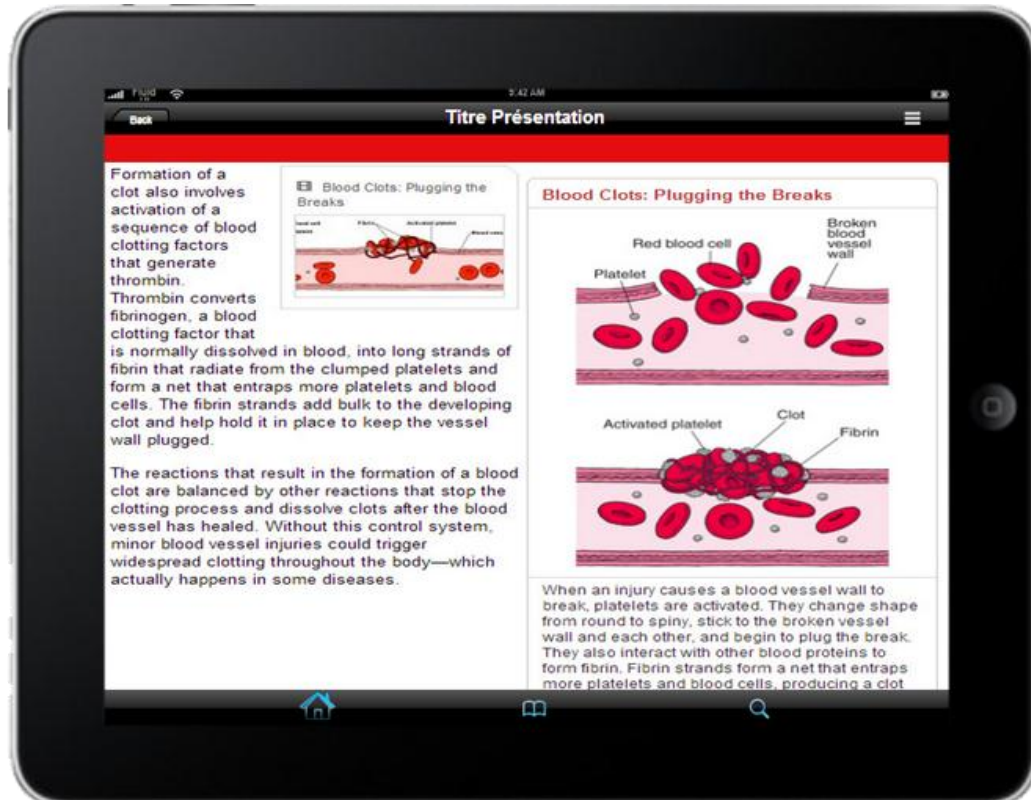 9:42 AM
Back
Titre Présentation
Formation of a
clot also involves
activation of a
sequence of blood
clotting factors
that generate
thrombin.
Thrombin converts
fibrinogen, a blood
clotting factor that
is normally dissolved in blood, into long strands of
fibrin that radiate from the clumped platelets and
form a net that entraps more platelets and blood
cells. The fibrin strands add bulk to the developing
clot and help hold it in place to keep the vessel
wall plugged.
The reactions that result in the formation of a blood
clot are balanced by other reactions that stop the
clotting process and dissolve clots after the blood
vessel has healed. Without this control system,
minor blood vessel injuries could trigger
widespread clotting throughout the body—which
actually happens in some diseases.
Blood Clots: Plugging the
Breaks
Fibrin
Activated platelet
Blood Clots: Plugging the Breaks
Broken
blood
vessel
wall
Red blood cell
Platelet
Clot
Activated platelet
Fibrin
When an injury causes a blood vessel wall to
break, platelets are activated. They change shape
from round to spiny, stick to the broken vessel
wall and each other, and begin to plug the break.
They also interact with other blood proteins to
form fibrin. Fibrin strands form a net that entraps
more platelets and blood cells, producing a clot